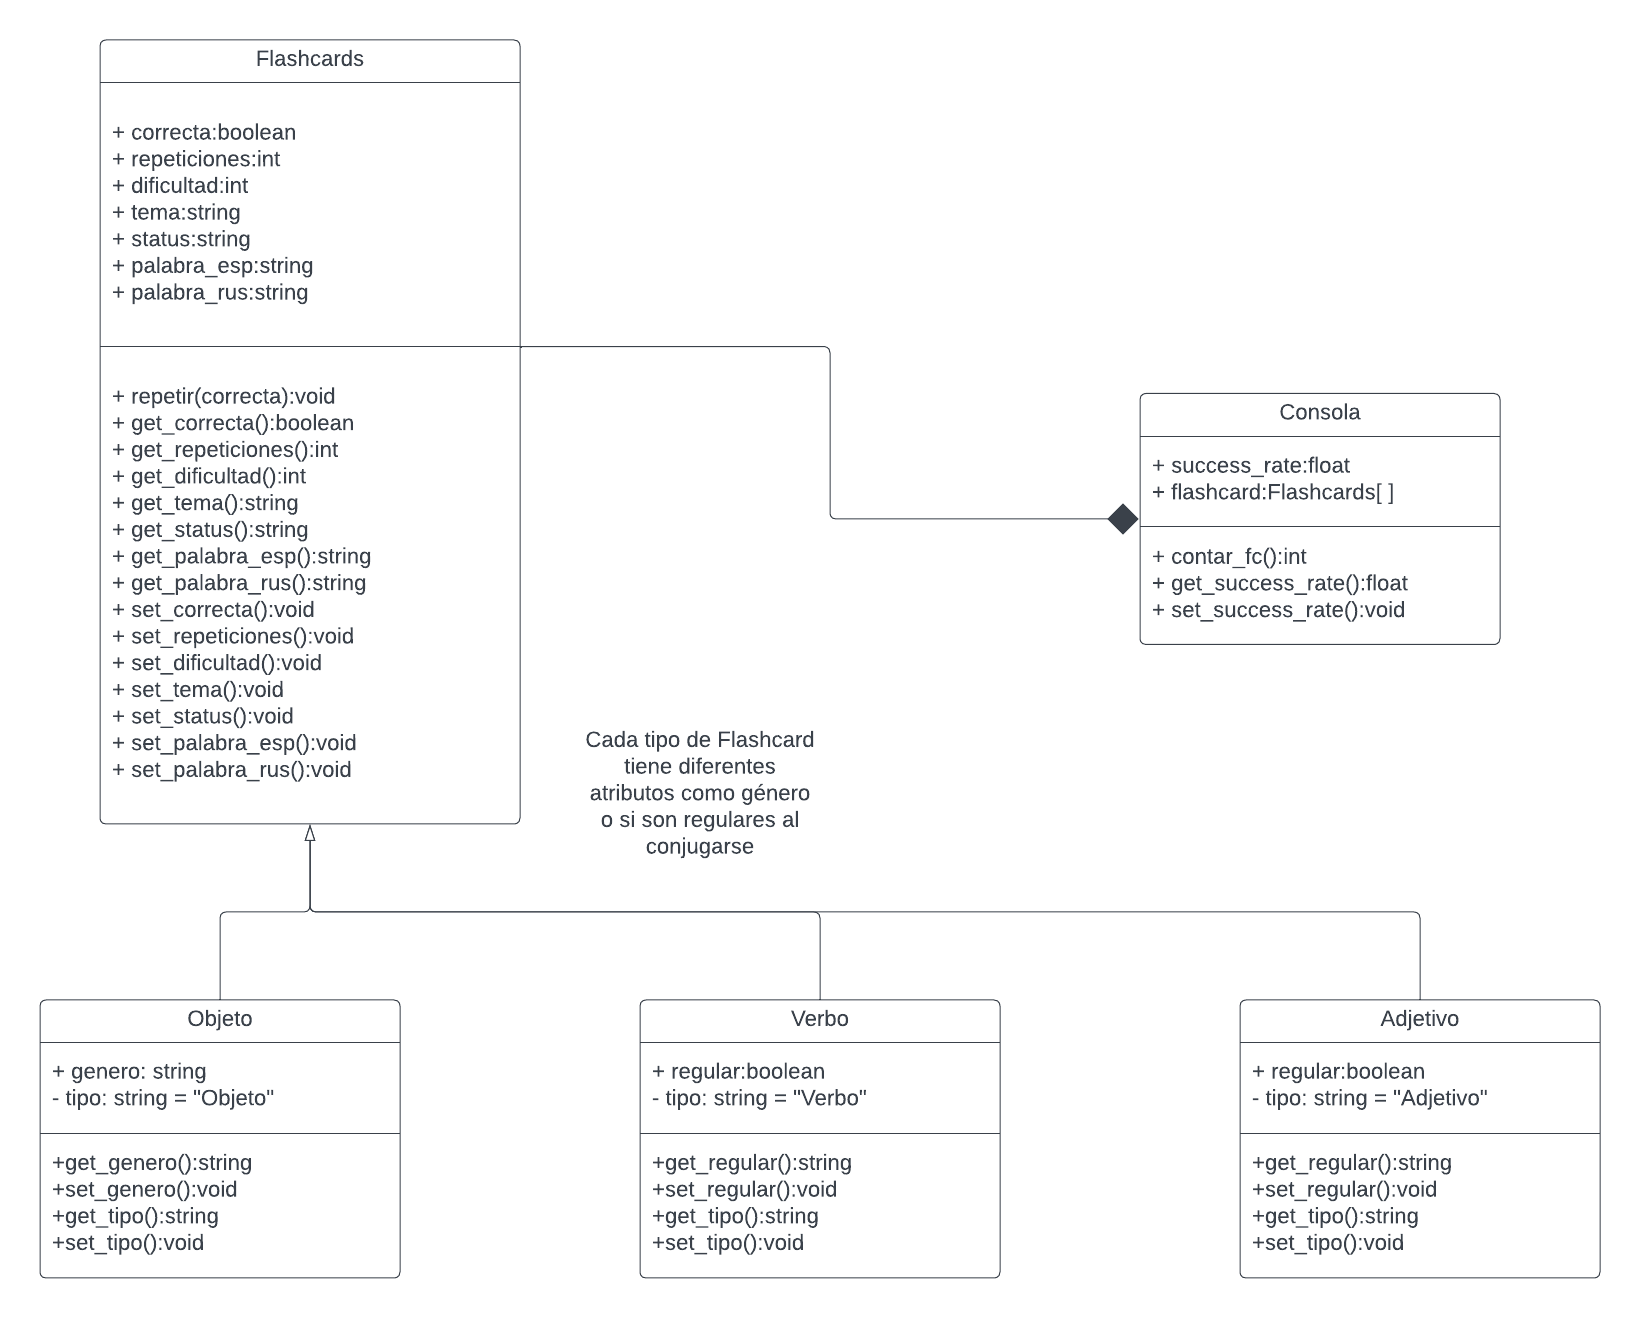 Flashcards
+ correcta:boolean
+ repeticiones:int
+ dificultad:int
+ tema:string
+ status:string
+ palabra_esp:string
+ palabra_rus:string
+ repetir(correcta):void
+ get_correcta():boolean
+ get_repeticiones():int
+ get_dificultad():int
+ get_tema():string
+ get_status():string
+ get_palabra_esp():string
+ get_palabra_rus():string
+ set_correcta():void
+ set_repeticiones():void
+ set_dificultad():void
+ set_tema():void
+ set_status():void
+ set_palabra_esp():void
+ set_palabra_rus():void
Consola
+ success_rate:float
+ flashcard:Flashcards[ ]
+ contar_fc():int
+ get_success_rate():float
+ set_success_rate():void
Cada tipo de Flashcard
tiene diferentes
atributos como género
o si son regulares al
conjugarse
Objeto
+ genero: string
- tipo: string = "Objeto"
+get_genero():string
+set_genero():void
+get_tipo():string
+set_tipo():void
Verbo
+ regular:boolean
- tipo: string = "Verbo"
+get_regular():string
+set_regular():void
+get_tipo():string
+set_tipo():void
Adjetivo
+ regular:boolean
- tipo: string = "Adjetivo"
+get_regular():string
+set_regular():void
+get_tipo():string
+set_tipo():void